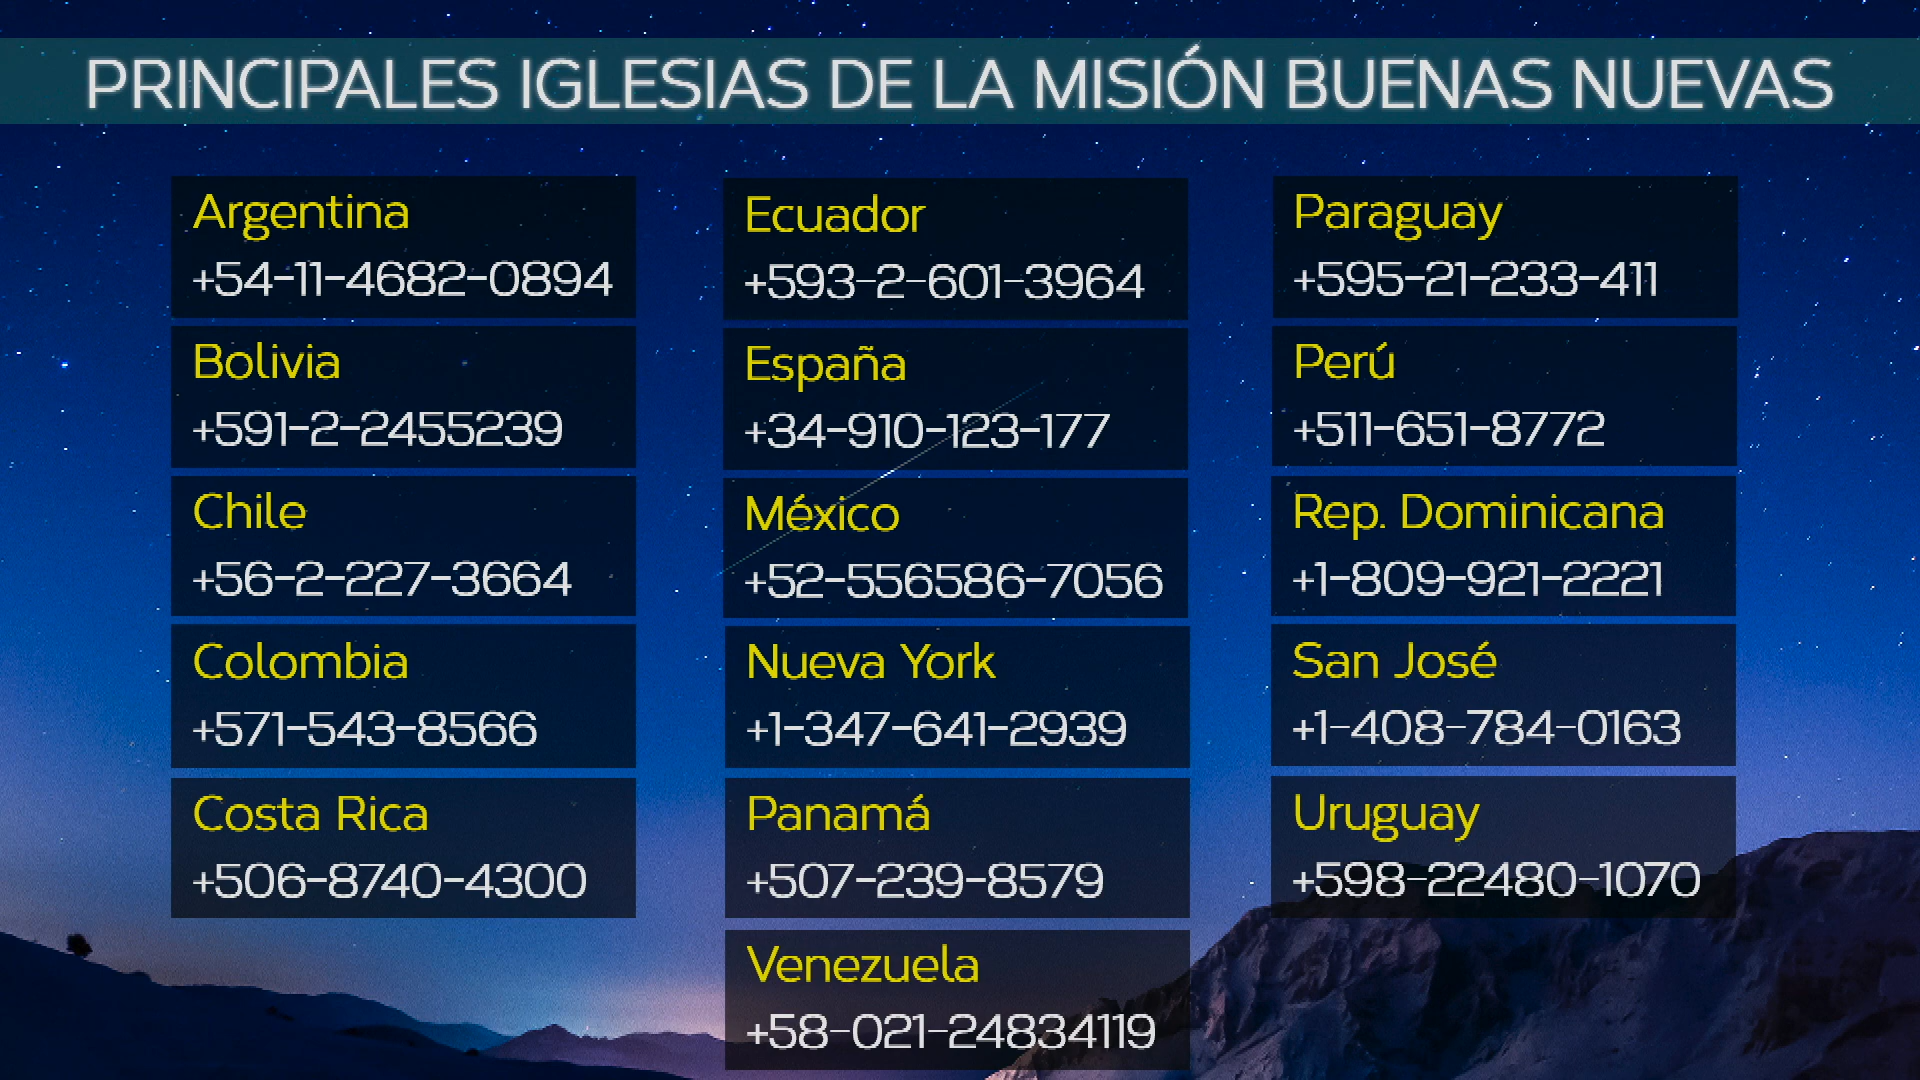 PRINCIPALES IGLESIAS DE LA MISIÓN BUENAS NUEVAS
Argentina
+54-11-4682-0894
Bolivia
+591-2-2455239
Chile
+56-2-227-3664
Colombia
+571-543-8566
Costa Rica
+506-8740-4300
Ecuador
+593-2-601-3964
España
+34-910-123-177
México
+52-556586-7056
Nueva York
+1-347-641-2939
Panamá
+507-239-8579
Venezuela
+58-021-24834119
Paraguay
+595-21-233-411
Perú
+511-651-8772
Rep. Dominicana
+1-809-921-2221
San José
+1-408-784-0163
Uruguay
+598-22480-1070